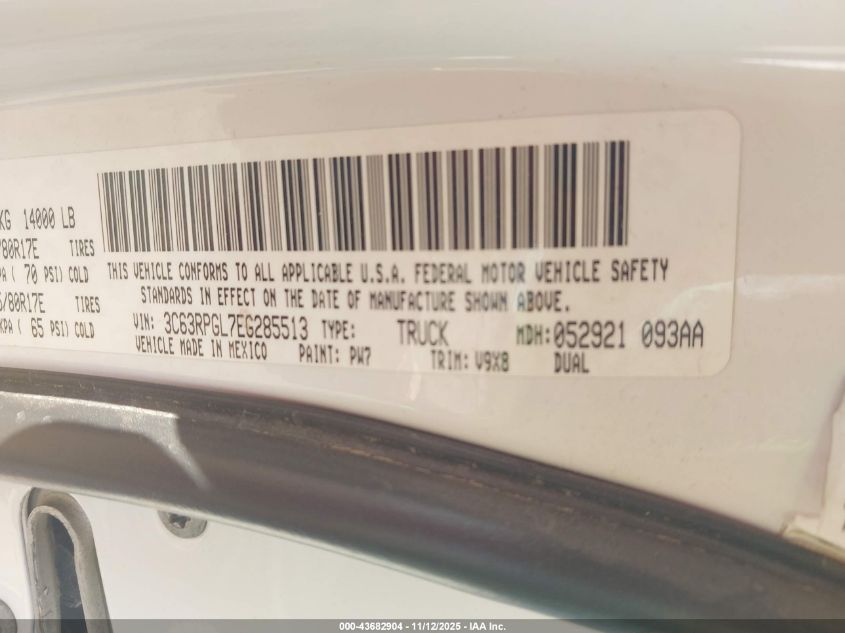 KG 14000 LB
/80R17E TIRES
PA ( 70 PSI) COLD
5/80R17E TIRES
KPA ( 65 PSI) COLD
THIS VEHICLE CONFORMS TO ALL APPLICABLE U.S.A. FEDERAL MOTOR VEHICLE SAFETY
STANDARDS IN EFFECT ON THE DATE OF MANUFACTURE SHOWN ABOVE.
VIN: 3C63RPGL7EG285513 TYPE: TRUCK MDH: 052921 093AA
VEHICLE MADE IN MEXICO PAINT: PW7 TRIM: V9X8 DUAL
000-43682904 - 11/12/2025 - IAA Inc.